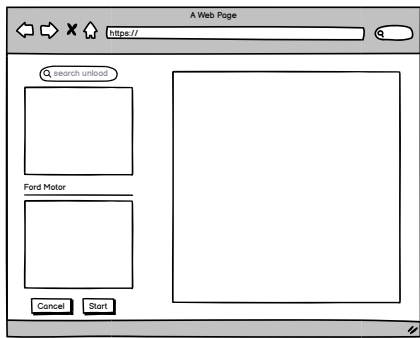 A Web Page
https://
search unload
Ford Motor
Cancel
Start